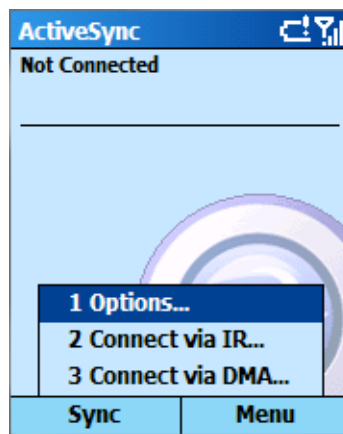 ActiveSync
Not Connected
1 Options...
2 Connect via IR...
3 Connect via DMA...
Sync Menu